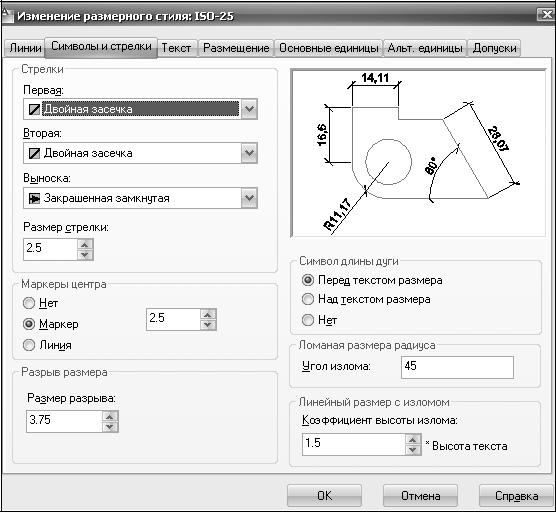 Изменение размерного стиля: ISO-25
Линии
Символы и стрелки
Текст
Размещение
Основные единицы
Альт. единицы
Допуски
Стрелки
Первая:
Двойная засечка
Вторая:
Двойная засечка
Выноска:
Закрашенная замкнутая
Размер стрелки:
2.5
Маркеры центра
Нет
Маркер
2.5
Линия
Разрыв размера
Размер разрыва:
3.75
14,11
16,6
28,07
60°
R11,17
Символ длины дуги
Перед текстом размера
Над текстом размера
Нет
Ломаная размера радиуса
Угол излома:
45
Линейный размер с изломом
Коэффициент высоты излома:
1.5
* Высота текста
OK
Отмена
Справка